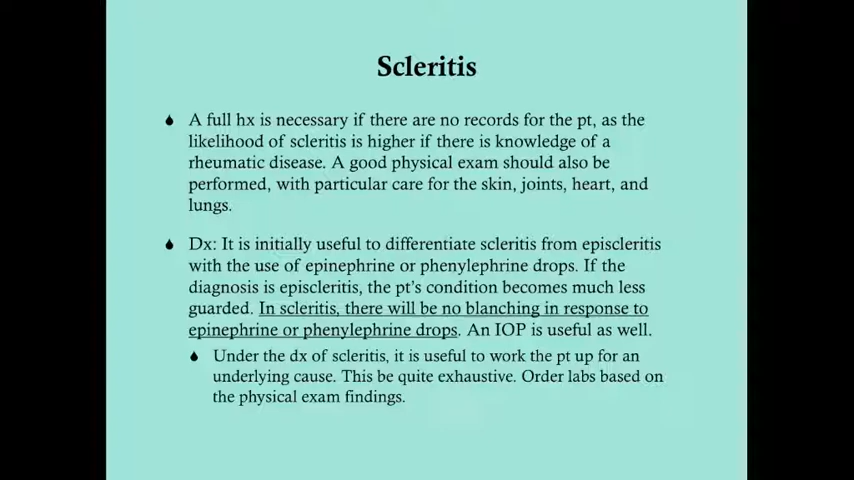 Scleritis
A full hx is necessary if there are no records for the pt, as the
likelihood of scleritis is higher if there is knowledge of a
rheumatic disease. A good physical exam should also be
performed, with particular care for the skin, joints, heart, and
lungs.
Dx: It is initially useful to differentiate scleritis from episcleritis
with the use of epinephrine or phenylephrine drops. If the
diagnosis is episcleritis, the pt's condition becomes much less
guarded. In scleritis, there will be no blanching in response to
epinephrine or phenylephrine drops. An IOP is useful as well.
Under the dx of scleritis, it is useful to work the pt up for an
underlying cause. This be quite exhaustive. Order labs based on
the physical exam findings.